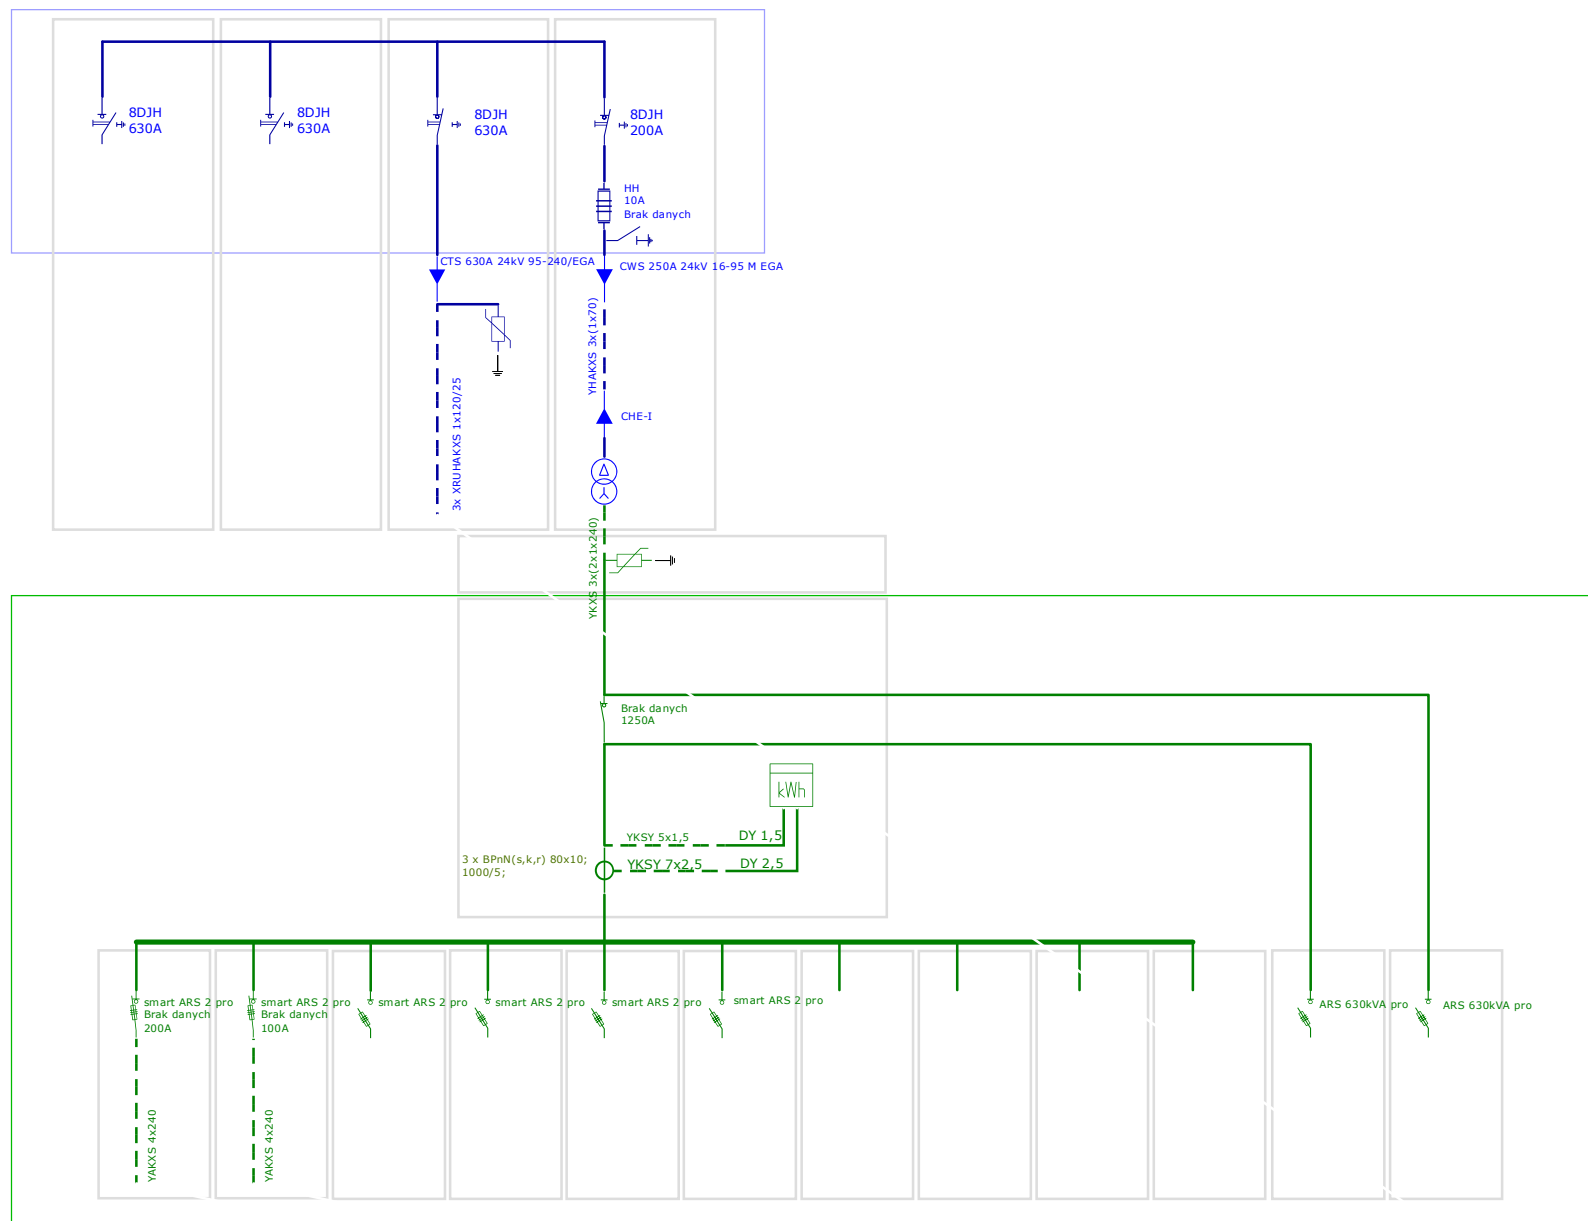 8DJH
630A
8DJH
630A
8DJH
630A
8DJH
200A
HH
10A
Brak danych
CTS 630A 24kV 95-240/EGA
CWS 250A 24kV 16-95 M EGA
YHAKXS 3x(1x70)
3x XRUHAKXS 1x120/25
CHE-I
YKXS 3x(2x1x240)
Brak danych
1250A
kWh
YKSY 5x1,5
DY 1,5
3 x BPnN(s,k,r) 80x10;
1000/5;
YKSY 7x2,5
DY 2,5
smart ARS 2 pro
Brak danych
200A
smart ARS 2 pro
Brak danych
100A
smart ARS 2 pro
smart ARS 2 pro
smart ARS 2 pro
smart ARS 2 pro
ARS 630kVA pro
ARS 630kVA pro
YAKXS 4x240
YAKXS 4x240